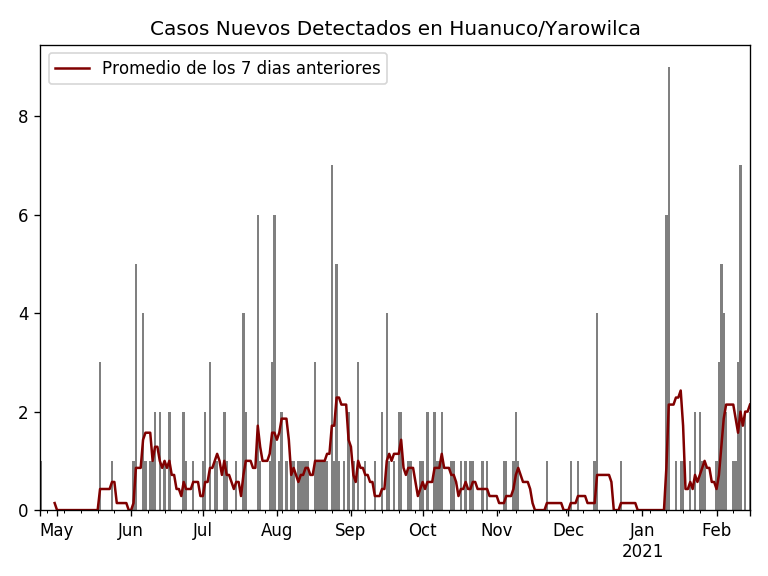 Casos Nuevos Detectados en Huanuco/Yarowilca
Promedio de los 7 dias anteriores
8
6
4
2
0
May Jun Jul Aug Sep Oct Nov Dec Jan Feb
2021